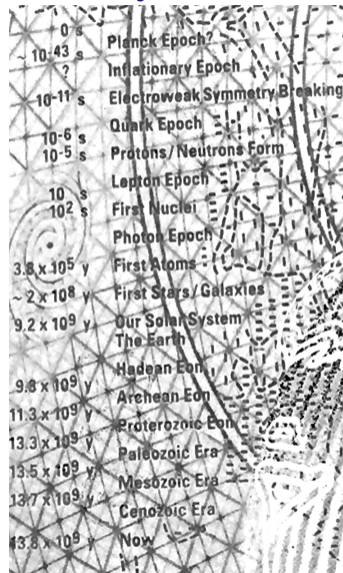 0 s
Planck Epoch?
~ 10-43 s
Inflationary Epoch
?
10-11 s Electroweak Symmetry Breaking
Quark Epoch
10-6 s
10-5 s Protons/Neutrons Form
Lepton Epoch
10 s
10² s First Nuclei
Photon Epoch
3.8 x 10⁵ y First Atoms
~ 2 x 10⁸ y First Stars/Galaxies
9.2 x 10⁹ y Our Solar System
The Earth
Hadean Eon
9.8 x 10⁹ y
Archean Eon
11.3 x 10⁹ y
Proterozoic Eon
13.3 x 10⁹ y
Paleozoic Era
13.5 x 10⁹ y
Mesozoic Era
13.7 x 10⁹ y
Cenozoic Era
13.8 x 10⁹ y Now